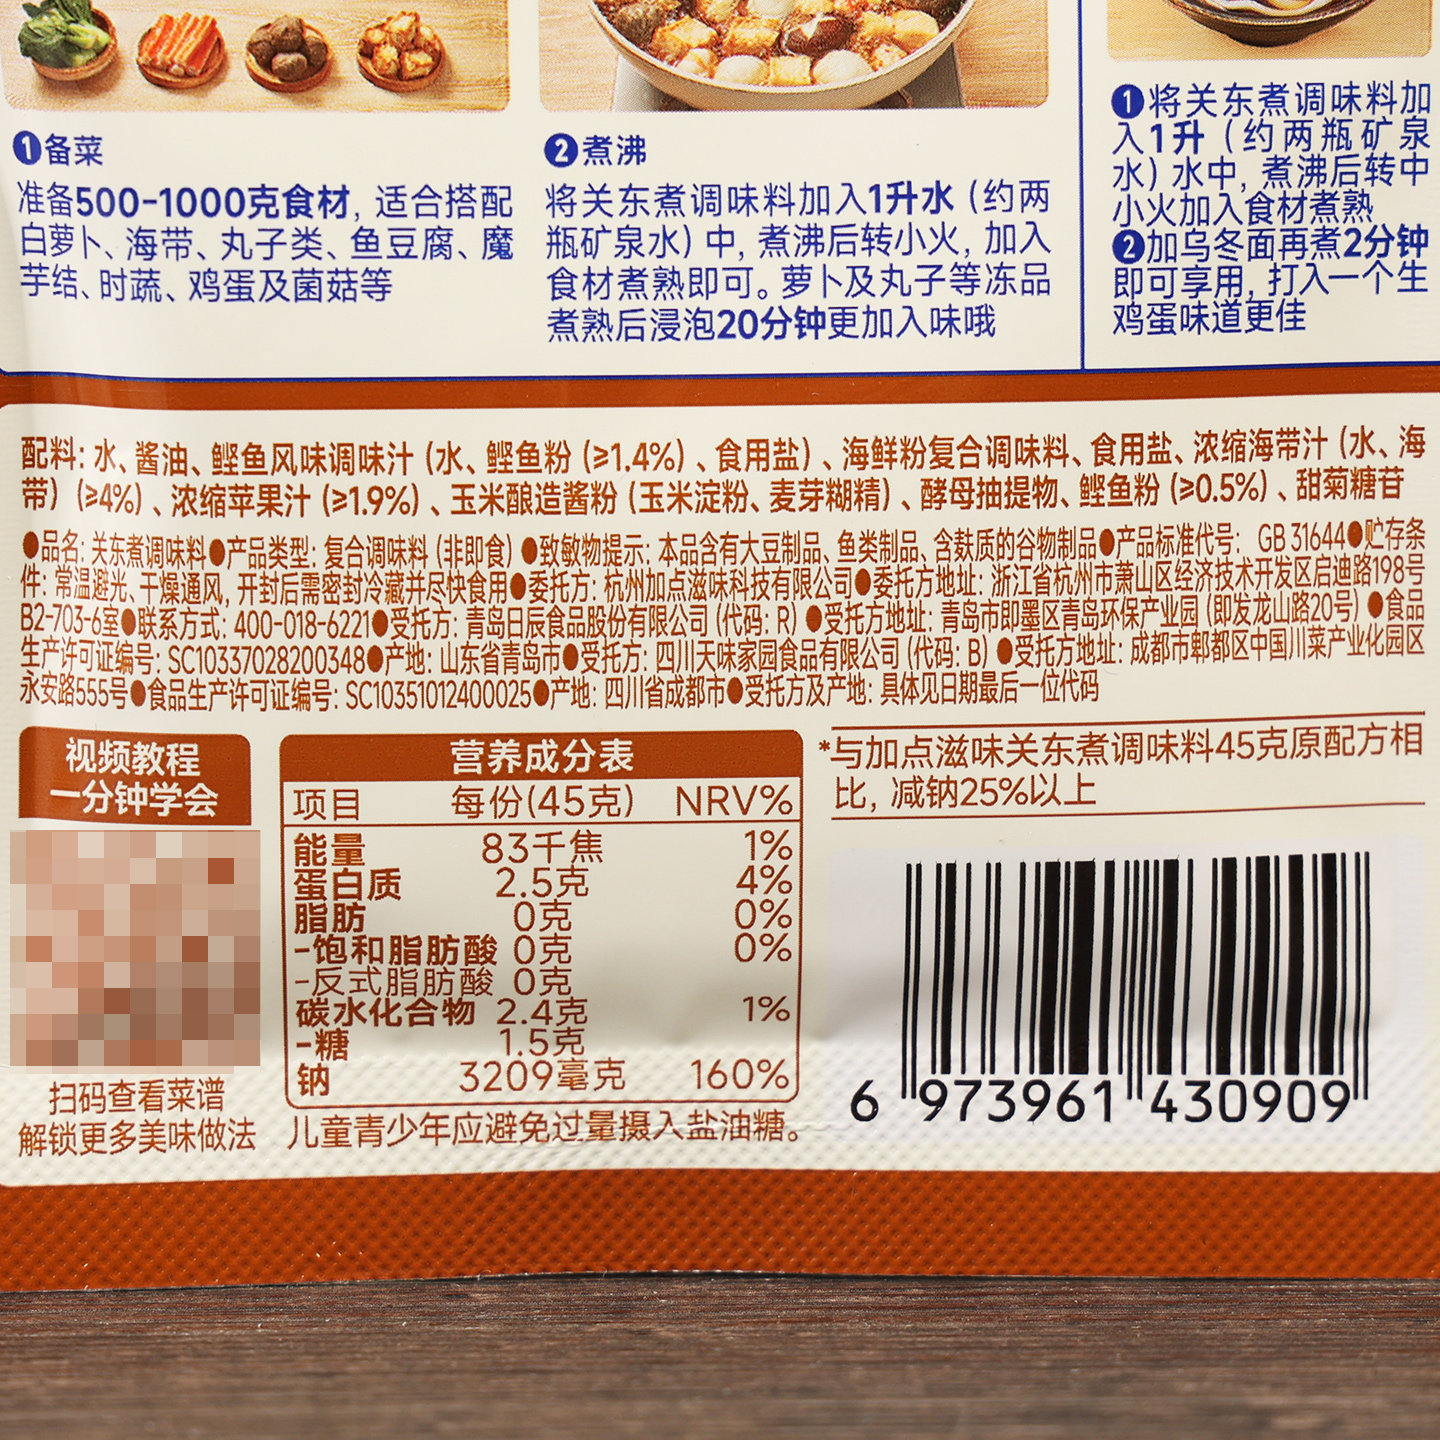 ❶备菜
准备500-1000克食材, 适合搭配
白萝卜、海带、丸子类、鱼豆腐、魔
芋结、时蔬、鸡蛋及菌菇等
❷煮沸
将关东煮调味料加入1升水（约两
瓶矿泉水）中, 煮沸后转小火, 加入
食材煮熟即可。萝卜及丸子等冻品
煮熟后浸泡20分钟更加入味哦
❶将关东煮调味料加
入1升（约两瓶矿泉
水）水中, 煮沸后转中
小火加入食材煮熟
❷加乌冬面再煮2分钟
即可享用, 打入一个生
鸡蛋味道更佳
配料: 水、酱油、鲣鱼风味调味汁（水、鲣鱼粉（≥1.4%）、食用盐）、海鲜粉复合调味料、食用盐、浓缩海带汁（水、海
带）（≥4%）、浓缩苹果汁（≥1.9%）、玉米酿造酱粉（玉米淀粉、麦芽糊精）、酵母抽提物、鲣鱼粉（≥0.5%）、甜菊糖苷
●品名: 关东煮调味料●产品类型: 复合调味料（非即食）●致敏物提示: 本品含有大豆制品、鱼类制品、含麸质的谷物制品●产品标准代号: GB 31644●贮存条
件: 常温避光、干燥通风, 开封后需密封冷藏并尽快食用●委托方: 杭州加点滋味科技有限公司●委托方地址: 浙江省杭州市萧山区经济技术开发区启迪路198号
B2-703-6室●联系方式: 400-018-6221●受托方: 青岛日辰食品股份有限公司（代码: R）●受托方地址: 青岛市即墨区青岛环保产业园（即发龙山路20号）●食品
生产许可证编号: SC10337028200348●产地: 山东省青岛市●受托方: 四川天味家园食品有限公司（代码: B）●受托方地址: 成都市郫都区中国川菜产业化园区
永安路555号●食品生产许可证编号: SC10351012400025●产地: 四川省成都市●受托方及产地: 具体见日期最后一位代码
视频教程
一分钟学会
扫码查看菜谱
解锁更多美味做法
营养成分表
项目 每份(45克) NRV%
能量 83千焦 1%
蛋白质 2.5克 4%
脂肪 0克 0%
-饱和脂肪酸 0克 0%
-反式脂肪酸 0克
碳水化合物 2.4克 1%
-糖 1.5克
钠 3209毫克 160%
儿童青少年应避免过量摄入盐油糖。
*与加点滋味关东煮调味料45克原配方相
比, 减钠25%以上
6 973961 430909